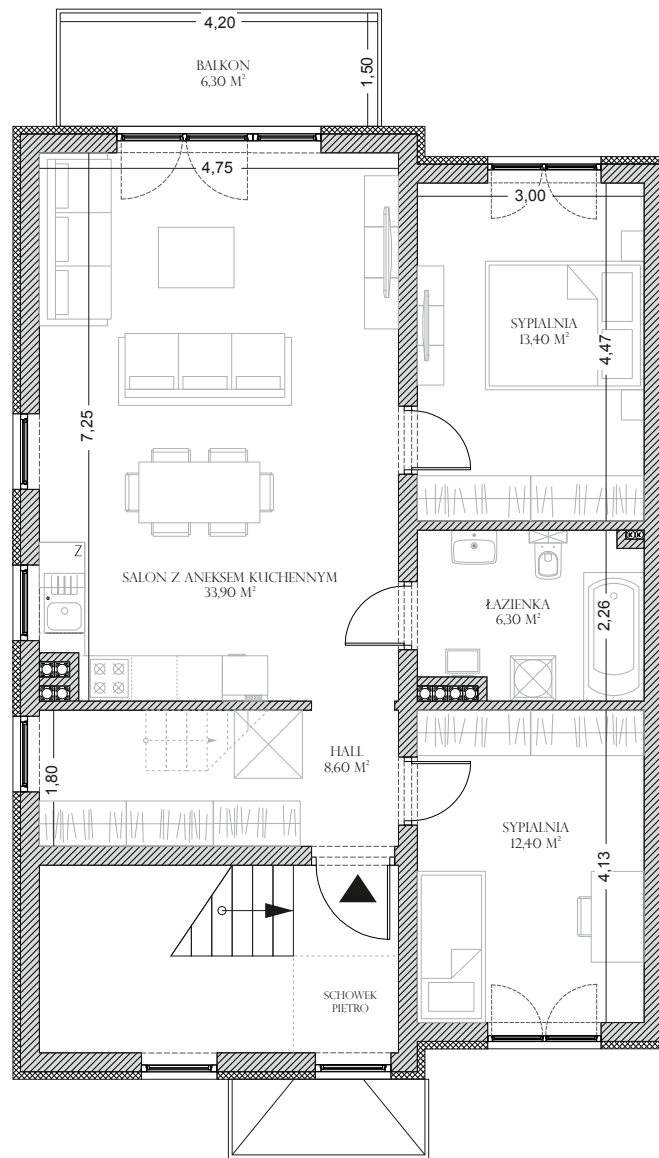 4,20
BALKON
6,30 M²
1,50
4,75
3,00
SYPIALNIA
13,40 M²
4,47
7,25
Z
SALON Z ANEKSEM KUCHENNYM
33,90 M²
ŁAZIENKA
6,30 M²
2,26
HALL
8,60 M²
1,80
SYPIALNIA
12,40 M²
4,13
SCHOWEK
PIĘTRO